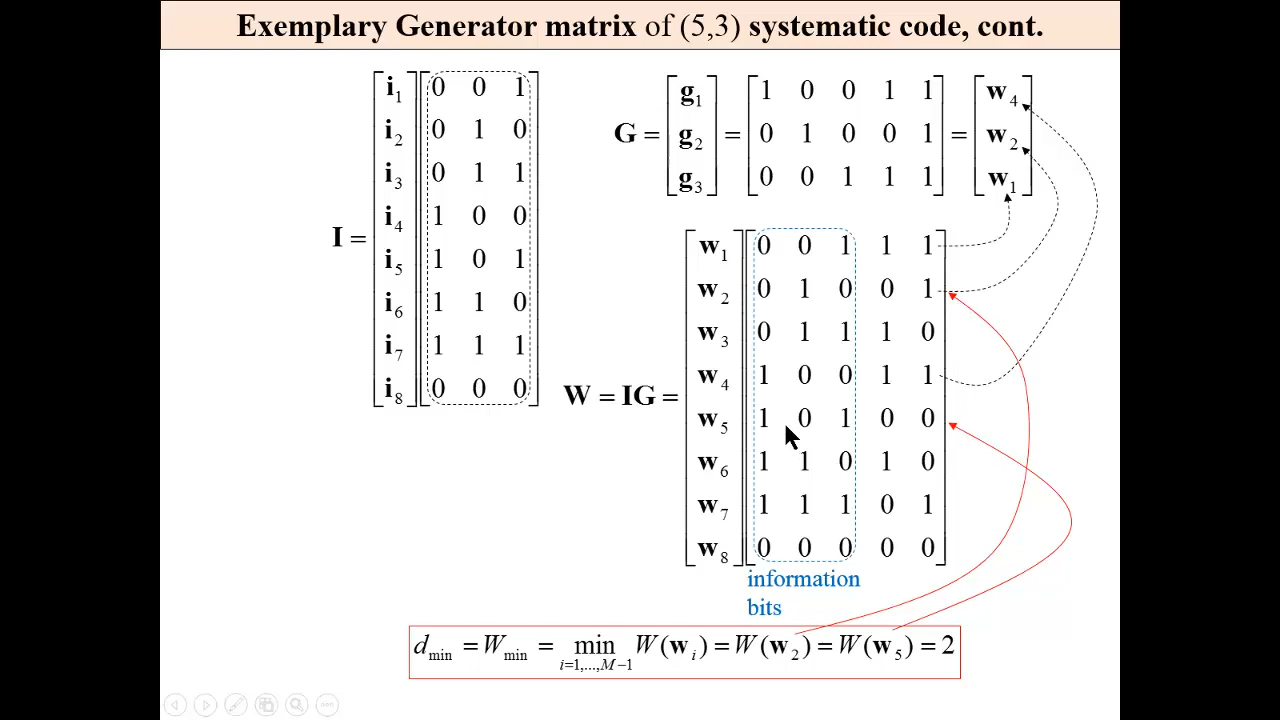 Exemplary Generator matrix of (5,3) systematic code, cont.
I =
i1 0 0 1
i2 0 1 0
i3 0 1 1
i4 1 0 0
i5 1 0 1
i6 1 1 0
i7 1 1 1
i8 0 0 0
G = [g1 g2 g3] =
1 0 0 1 1
0 1 0 0 1
0 0 1 1 1
= [w4 w2 w1]
W = IG =
w1 0 0 1 1 1
w2 0 1 0 0 1
w3 0 1 1 1 0
w4 1 0 0 1 1
w5 1 0 1 0 0
w6 1 1 0 1 0
w7 1 1 1 0 1
w8 0 0 0 0 0
information
bits
dmin = Wmin = min i=1,...,M−1 W(wi) = W(w2) = W(w5) = 2